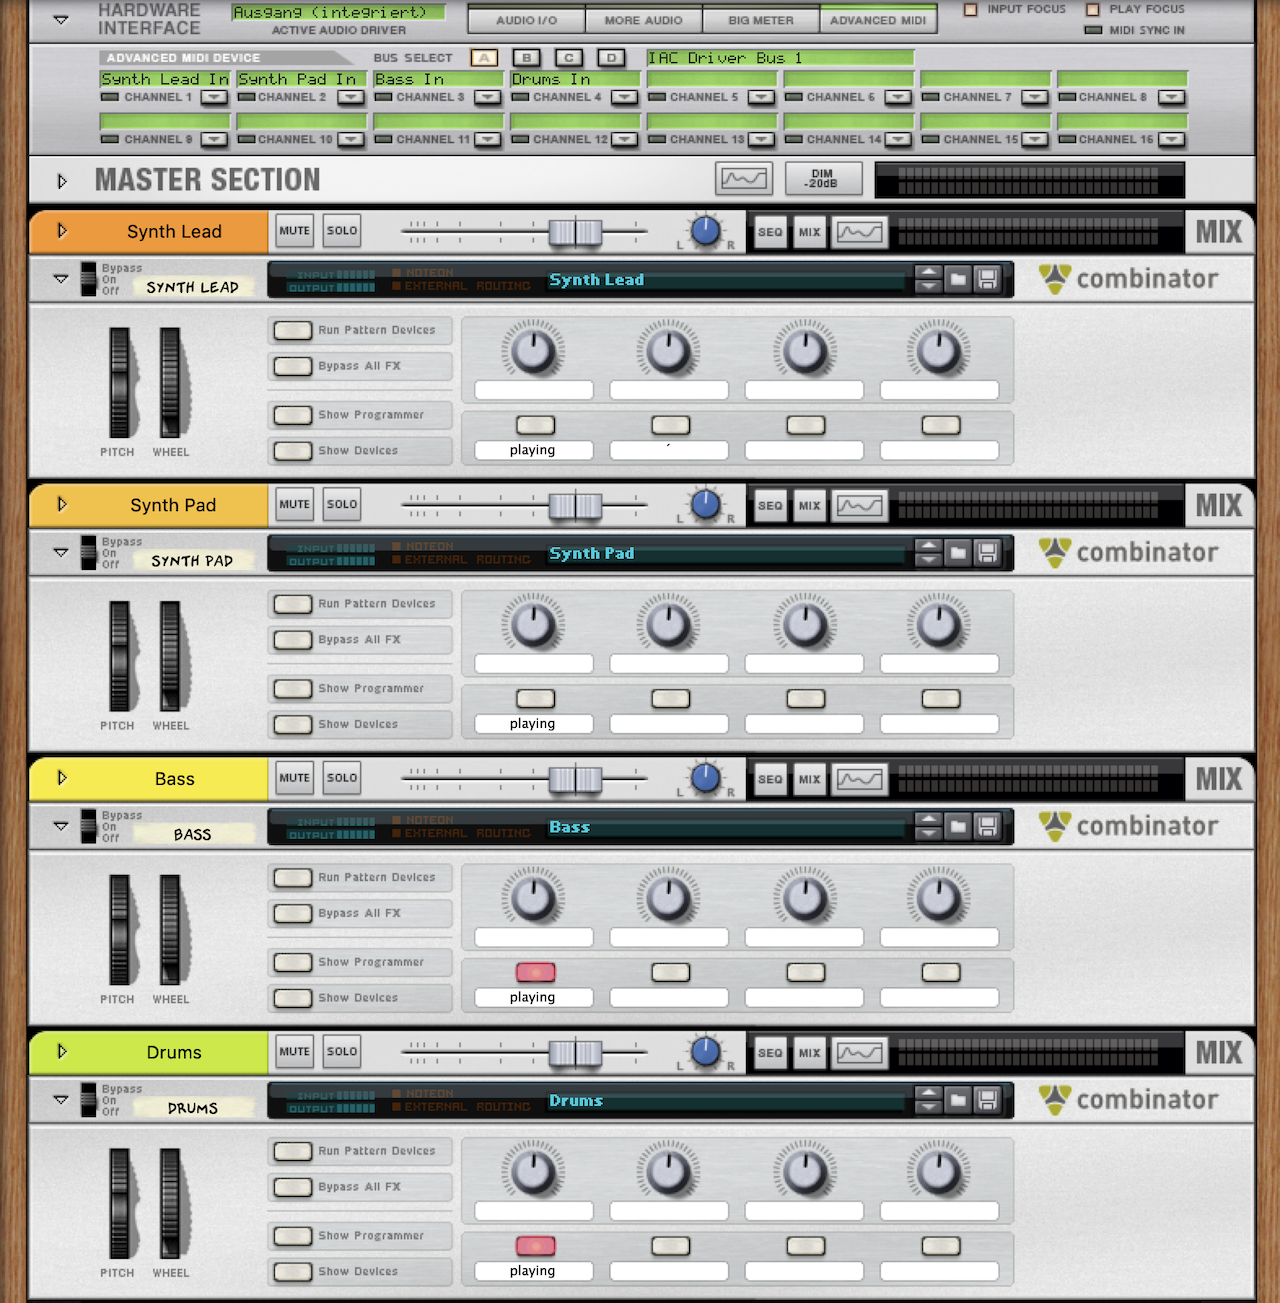 HARDWARE INTERFACE
Ausgang (integriert)
ACTIVE AUDIO DRIVER
AUDIO I/O MORE AUDIO BIG METER ADVANCED MIDI
INPUT FOCUS PLAY FOCUS
MIDI SYNC IN
ADVANCED MIDI DEVICE BUS SELECT A B C D IAC Driver Bus 1
Synth Lead In Synth Pad In Bass In Drums In
CHANNEL 1 CHANNEL 2 CHANNEL 3 CHANNEL 4 CHANNEL 5 CHANNEL 6 CHANNEL 7 CHANNEL 8
CHANNEL 9 CHANNEL 10 CHANNEL 11 CHANNEL 12 CHANNEL 13 CHANNEL 14 CHANNEL 15 CHANNEL 16
MASTER SECTION DIM -20dB
Synth Lead MUTE SOLO L R SEQ MIX MIX
Bypass On Off SYNTH LEAD INPUT OUTPUT NOTEON EXTERNAL ROUTING Synth Lead combinator
Run Pattern Devices
Bypass All FX
Show Programmer
Show Devices
PITCH WHEEL
playing
Synth Pad MUTE SOLO L R SEQ MIX MIX
Bypass On Off SYNTH PAD INPUT OUTPUT NOTEON EXTERNAL ROUTING Synth Pad combinator
Run Pattern Devices
Bypass All FX
Show Programmer
Show Devices
PITCH WHEEL
playing
Bass MUTE SOLO L R SEQ MIX MIX
Bypass On Off BASS INPUT OUTPUT NOTEON EXTERNAL ROUTING Bass combinator
Run Pattern Devices
Bypass All FX
Show Programmer
Show Devices
PITCH WHEEL
playing
Drums MUTE SOLO L R SEQ MIX MIX
Bypass On Off DRUMS INPUT OUTPUT NOTEON EXTERNAL ROUTING Drums combinator
Run Pattern Devices
Bypass All FX
Show Programmer
Show Devices
PITCH WHEEL
playing